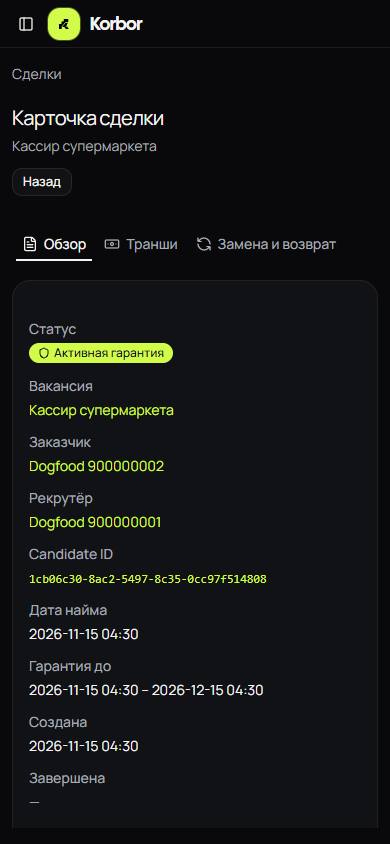 Korbor
Сделки
Карточка сделки
Кассир супермаркета
Назад
Обзор Транши Замена и возврат
Статус
Активная гарантия
Вакансия
Кассир супермаркета
Заказчик
Dogfood 900000002
Рекрутёр
Dogfood 900000001
Candidate ID
1cb06c30-8ac2-5497-8c35-0cc97f514808
Дата найма
2026-11-15 04:30
Гарантия до
2026-11-15 04:30 – 2026-12-15 04:30
Создана
2026-11-15 04:30
Завершена
—